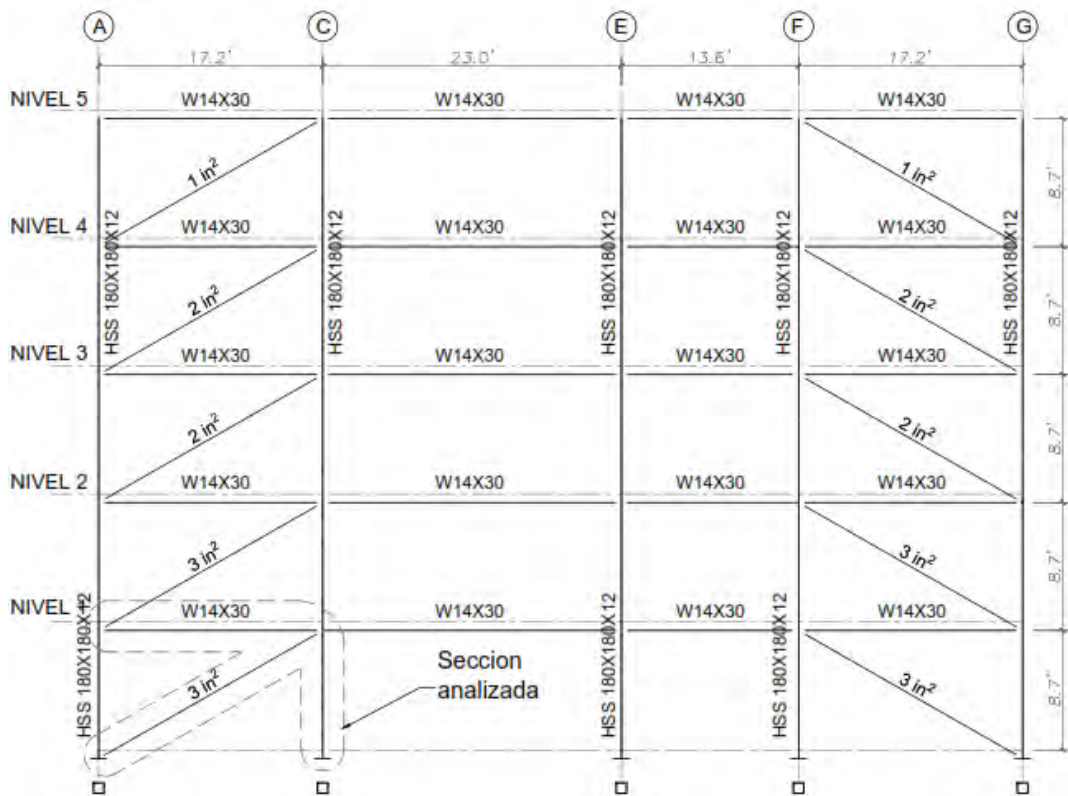 A
C
E
F
G
17.2'
23.0'
13.6'
17.2'
NIVEL 5
W14X30
W14X30
W14X30
W14X30
1 in²
1 in²
8.7'
NIVEL 4
W14X30
W14X30
W14X30
W14X30
HSS 180X180X12
HSS 180X180X12
HSS 180X180X12
HSS 180X180X12
HSS 180X180X12
2 in²
2 in²
8.7'
NIVEL 3
W14X30
W14X30
W14X30
W14X30
2 in²
2 in²
8.7'
NIVEL 2
W14X30
W14X30
W14X30
W14X30
3 in²
3 in²
8.7'
NIVEL 1
W14X30
W14X30
W14X30
W14X30
HSS 180X180X12
HSS 180X180X12
HSS 180X180X12
3 in²
Seccion
analizada
3 in²
8.7"